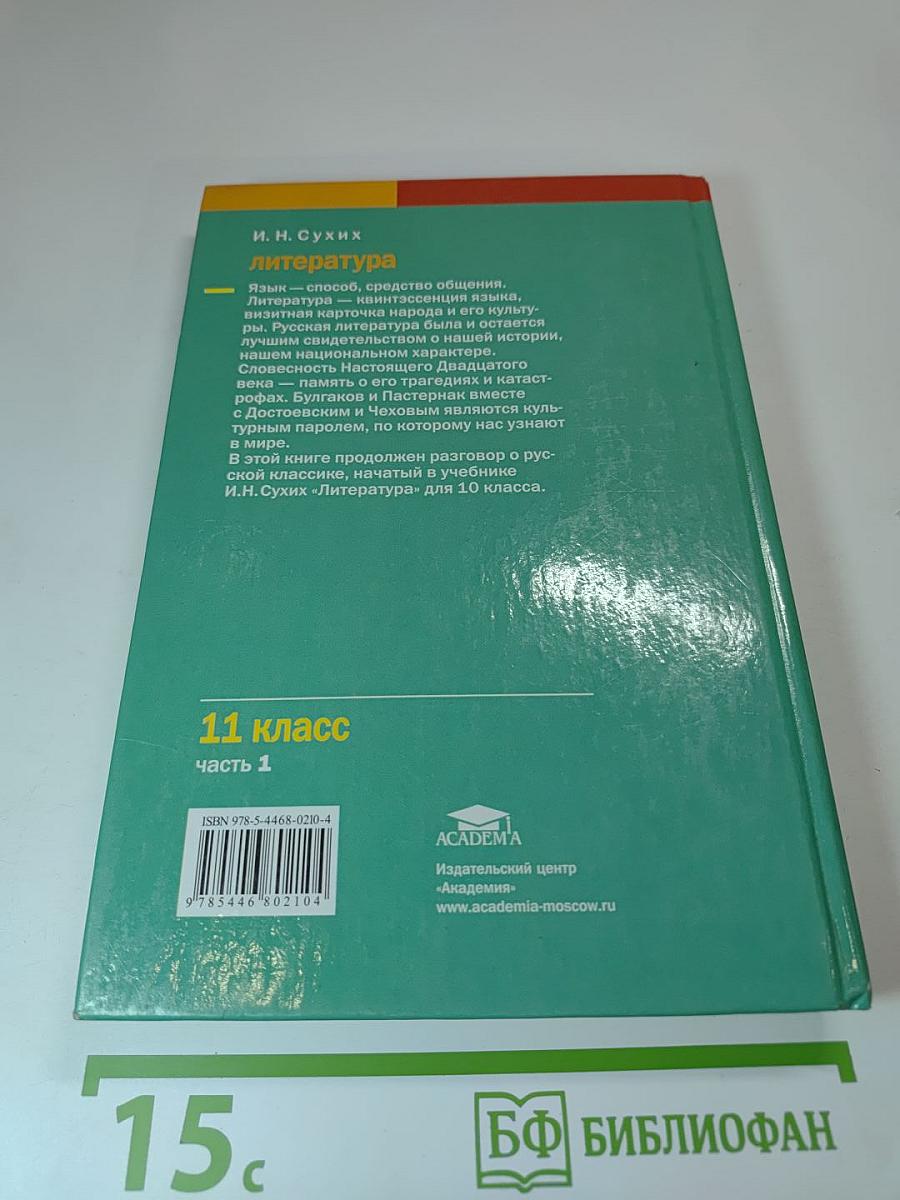 И. Н. Сухих
литература
Язык — способ, средство общения.
Литература — квинтэссенция языка,
визитная карточка народа и его культу-
ры. Русская литература была и остается
лучшим свидетельством о нашей истории,
нашем национальном характере.
Словесность Настоящего Двадцатого
века — память о его трагедиях и катаст-
рофах. Булгаков и Пастернак вместе
с Достоевским и Чеховым являются куль-
турным паролем, по которому нас узнают
в мире.
В этой книге продолжен разговор о рус-
ской классике, начатый в учебнике
И.Н.Сухих «Литература» для 10 класса.
11 класс
часть 1
ISBN 978-5-4468-0210-4
9 785446 802104
ACADEMA
Издательский центр
«Академия»
www.academia-moscow.ru
15 с
БФ БИБЛИОФАН